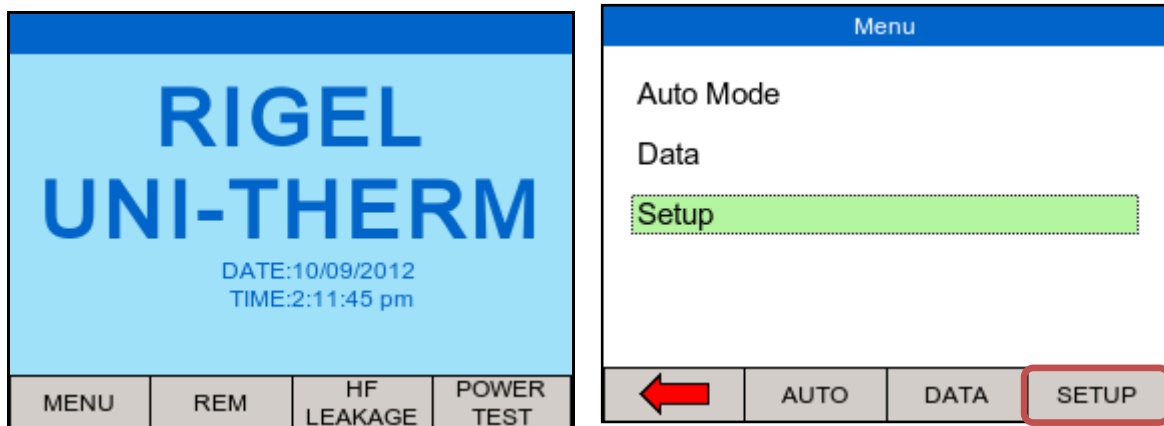 RIGEL
UNI-THERM
DATE:10/09/2012
TIME:2:11:45 pm
MENU
REM
HF
LEAKAGE
POWER
TEST
Menu
Auto Mode
Data
Setup
AUTO
DATA
SETUP